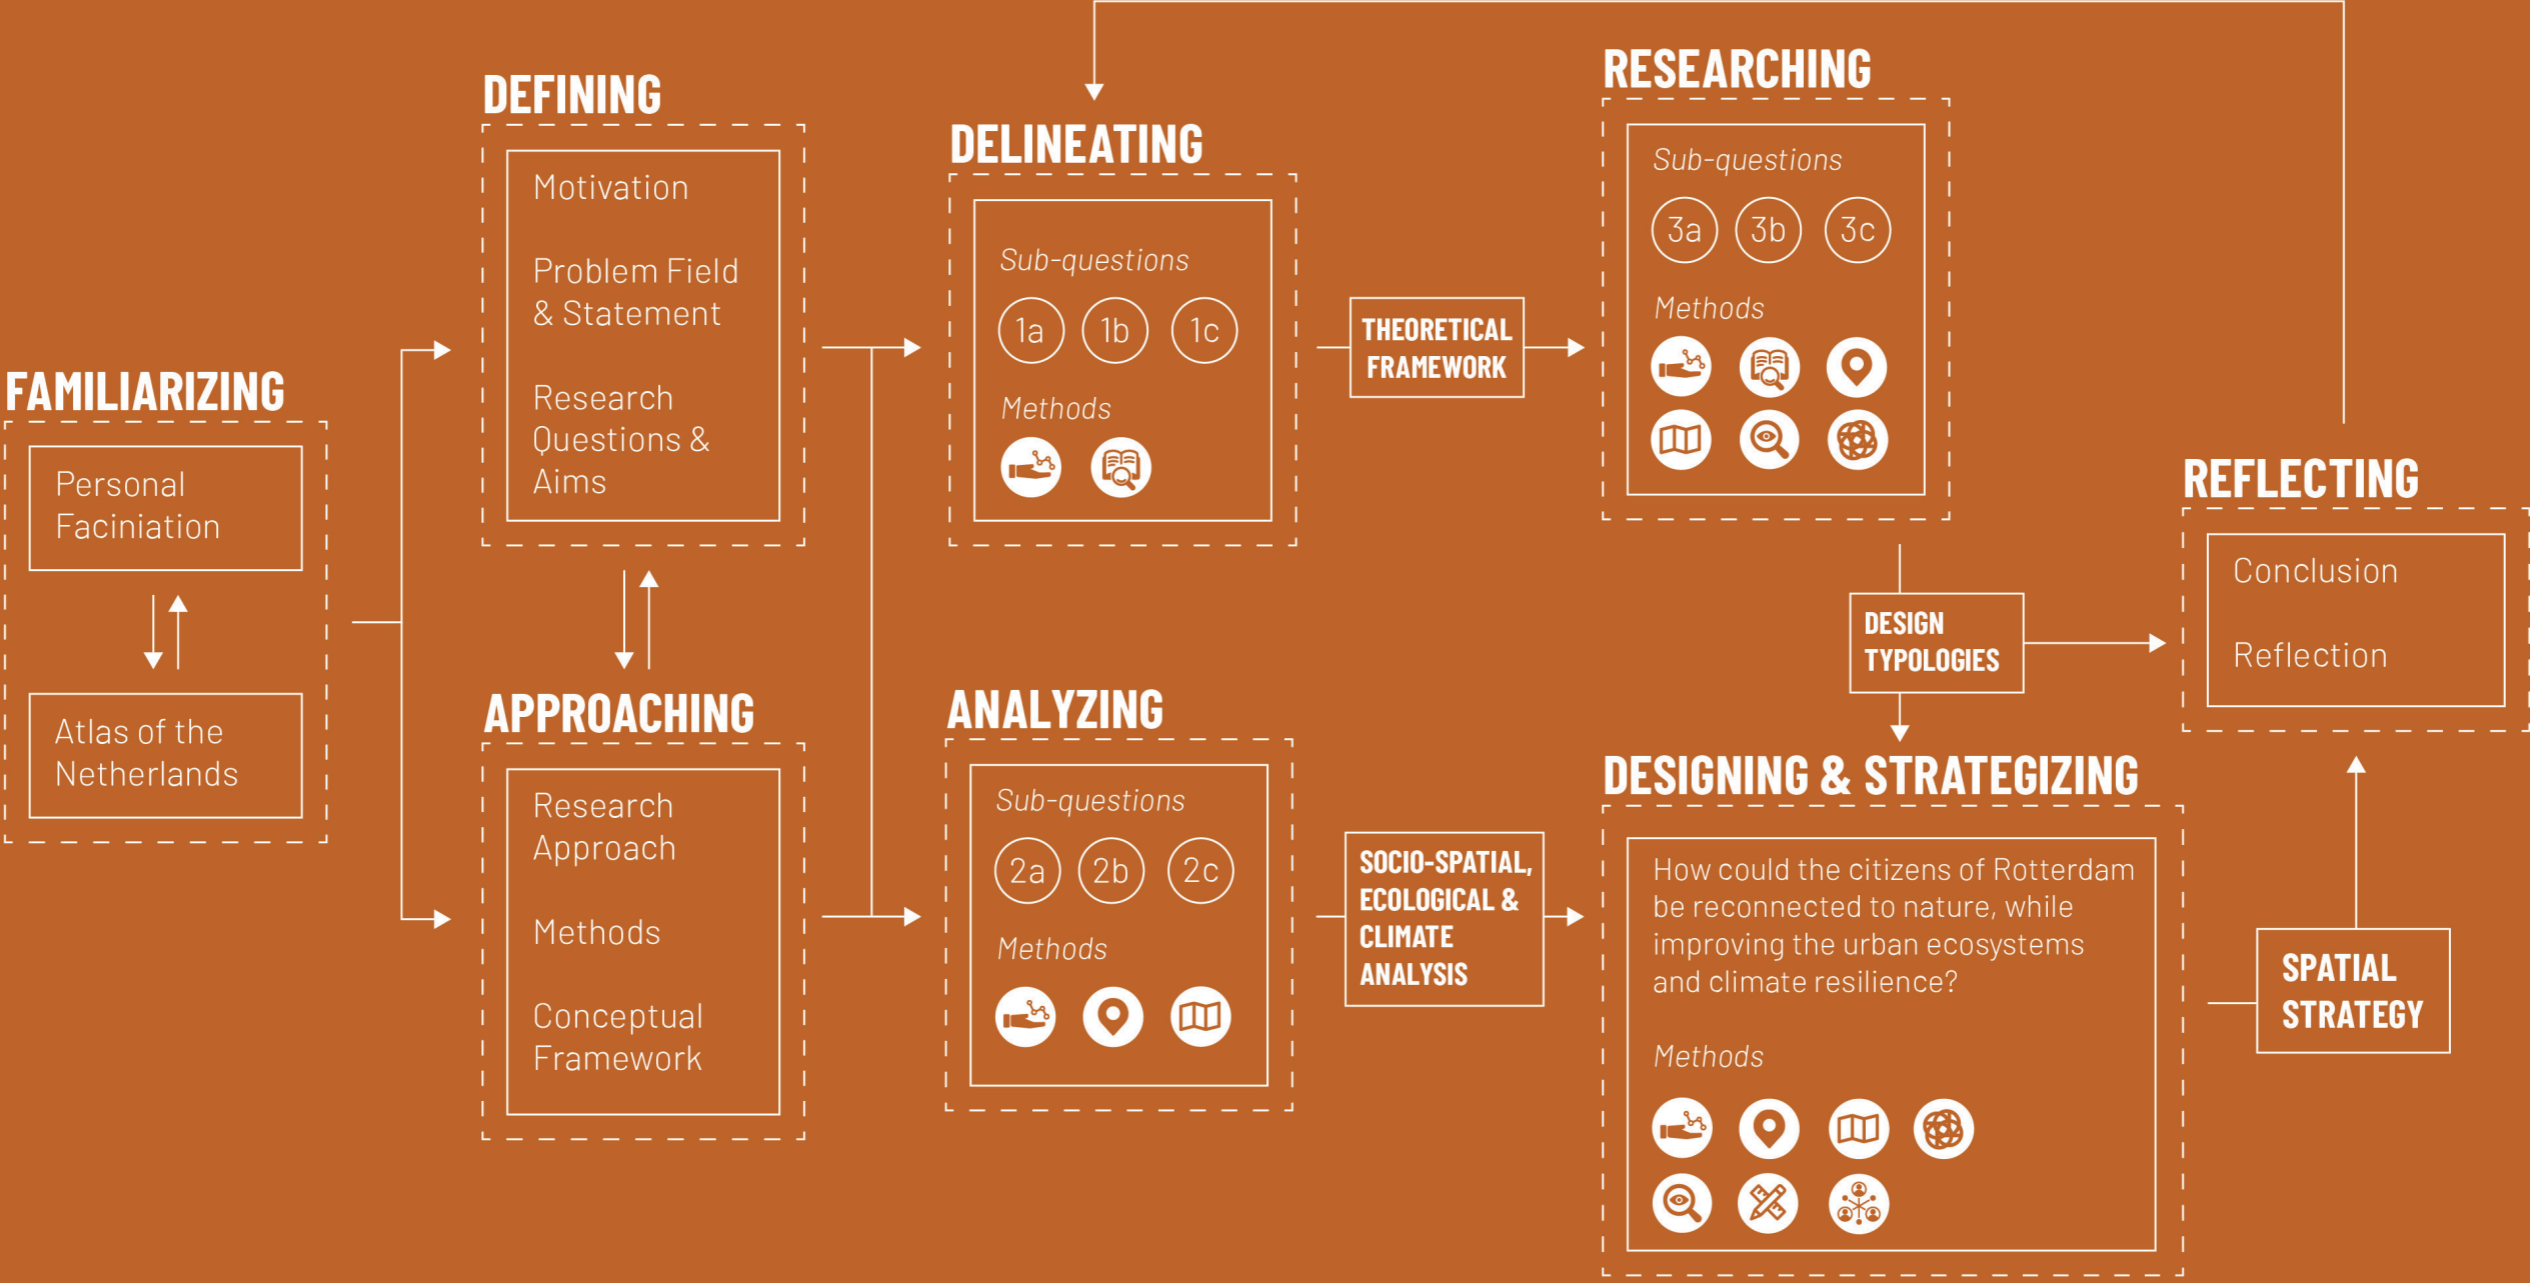 FAMILIARIZING
Personal
Faciniation
Atlas of the
Netherlands
DEFINING
Motivation
Problem Field
& Statement
Research
Questions &
Aims
APPROACHING
Research
Approach
Methods
Conceptual
Framework
DELINEATING
Sub-questions
1a 1b 1c
Methods
ANALYZING
Sub-questions
2a 2b 2c
Methods
THEORETICAL
FRAMEWORK
SOCIO-SPATIAL,
ECOLOGICAL &
CLIMATE
ANALYSIS
RESEARCHING
Sub-questions
3a 3b 3c
Methods
DESIGN
TYPOLOGIES
DESIGNING & STRATEGIZING
How could the citizens of Rotterdam
be reconnected to nature, while
improving the urban ecosystems
and climate resilience?
Methods
REFLECTING
Conclusion
Reflection
SPATIAL
STRATEGY